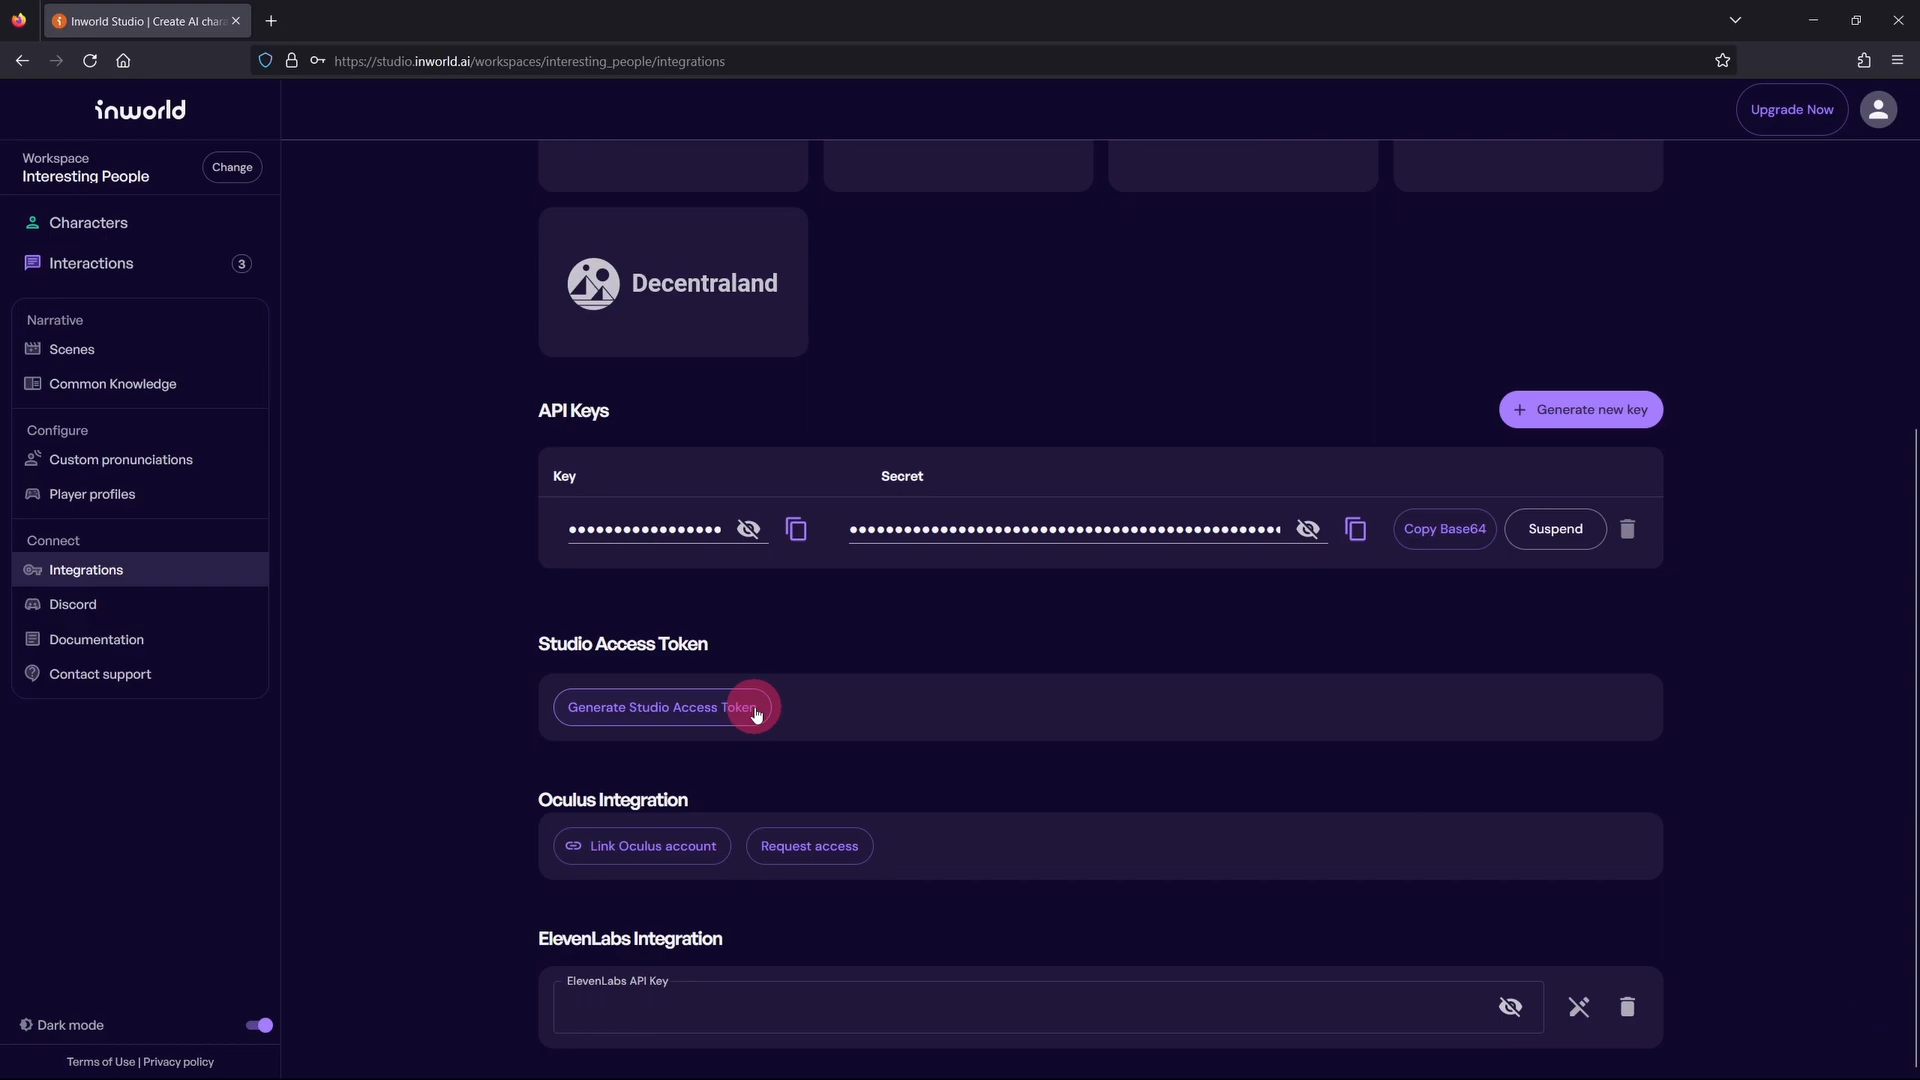 Inworld Studio | Create AI chara
https://studio.inworld.ai/workspaces/interesting_people/integrations
inworld
Upgrade Now
Workspace
Interesting People
Change
Characters
Interactions
3
Narrative
Scenes
Common Knowledge
Configure
Custom pronunciations
Player profiles
Connect
Integrations
Discord
Documentation
Contact support
Dark mode
Terms of Use | Privacy policy
Decentraland
API Keys
Generate new key
Key
Secret
Copy Base64
Suspend
Studio Access Token
Generate Studio Access Token
Oculus Integration
Link Oculus account
Request access
ElevenLabs Integration
ElevenLabs API Key